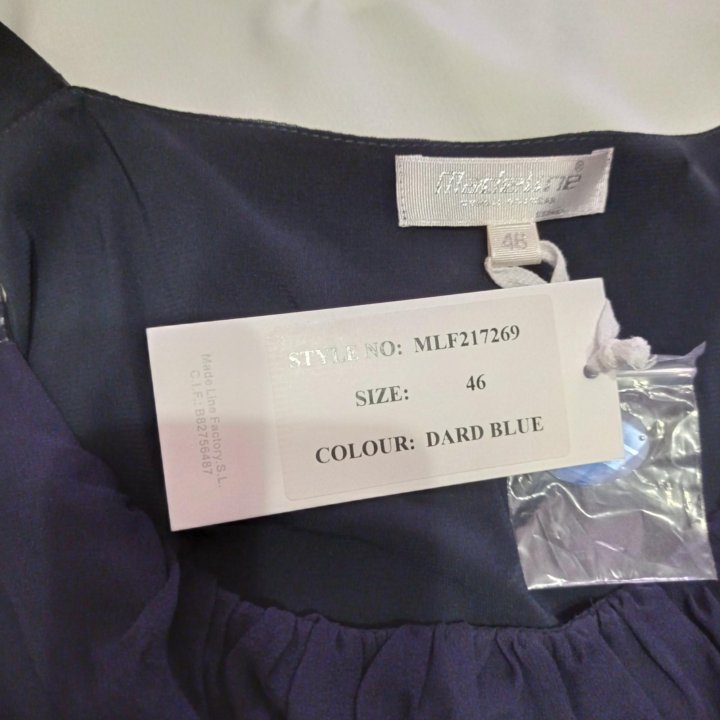 46
STYLE NO: MLF217269
SIZE: 46
COLOUR: DARD BLUE
Made Line Factory S.L.
C.I.F.: B82756487